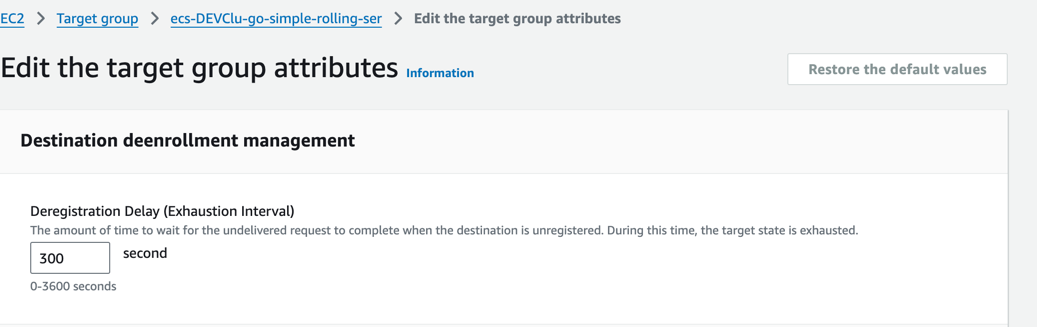 EC2 > Target group > ecs-DEVClu-go-simple-rolling-ser > Edit the target group attributes
Edit the target group attributes Information
Restore the default values
Destination deenrollment management
Deregistration Delay (Exhaustion Interval)
The amount of time to wait for the undelivered request to complete when the destination is unregistered. During this time, the target state is exhausted.
300 second
0-3600 seconds